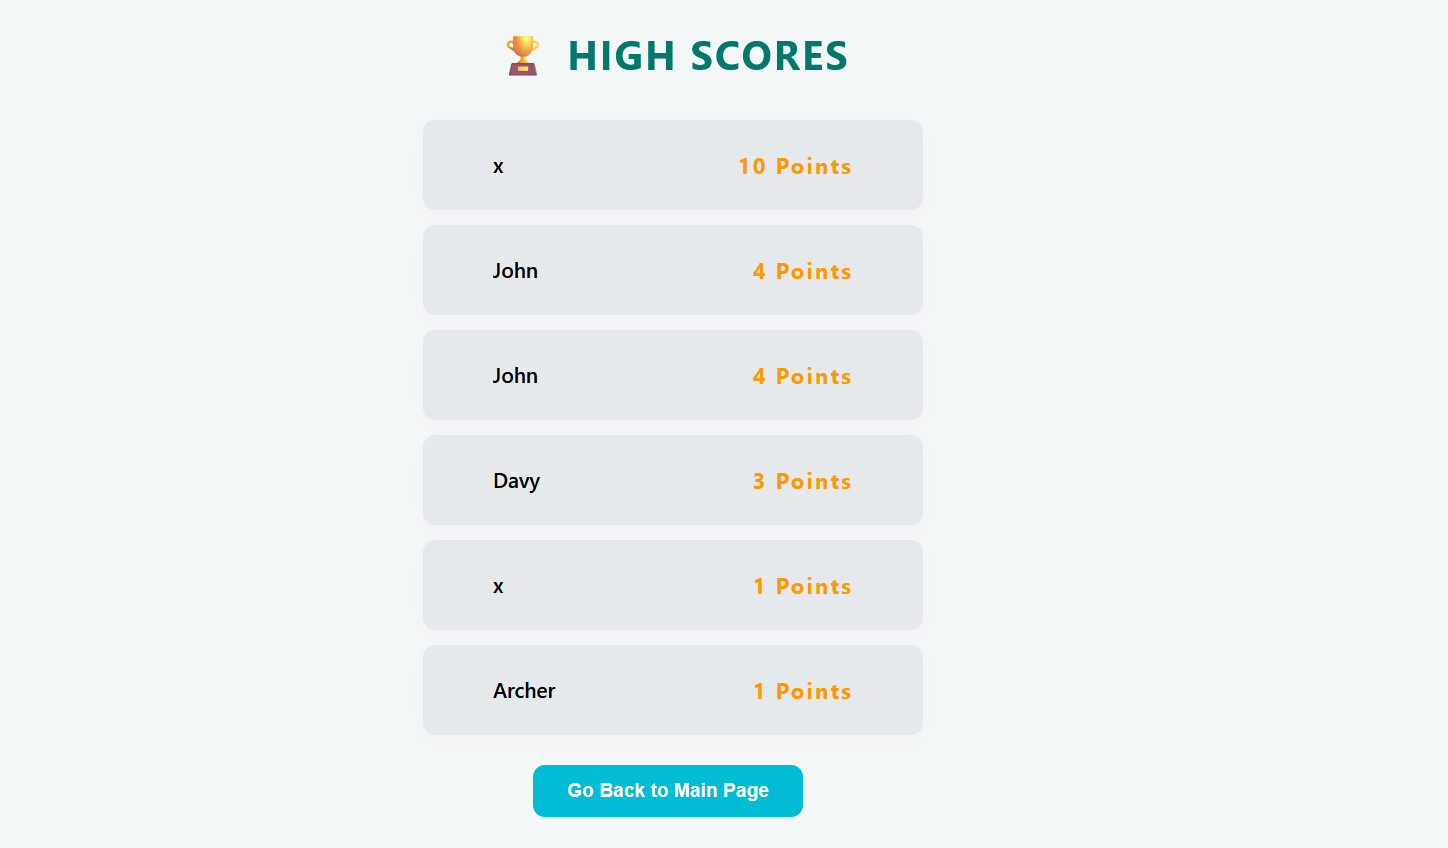 HIGH SCORES
x 10 Points
John 4 Points
John 4 Points
Davy 3 Points
x 1 Points
Archer 1 Points
Go Back to Main Page